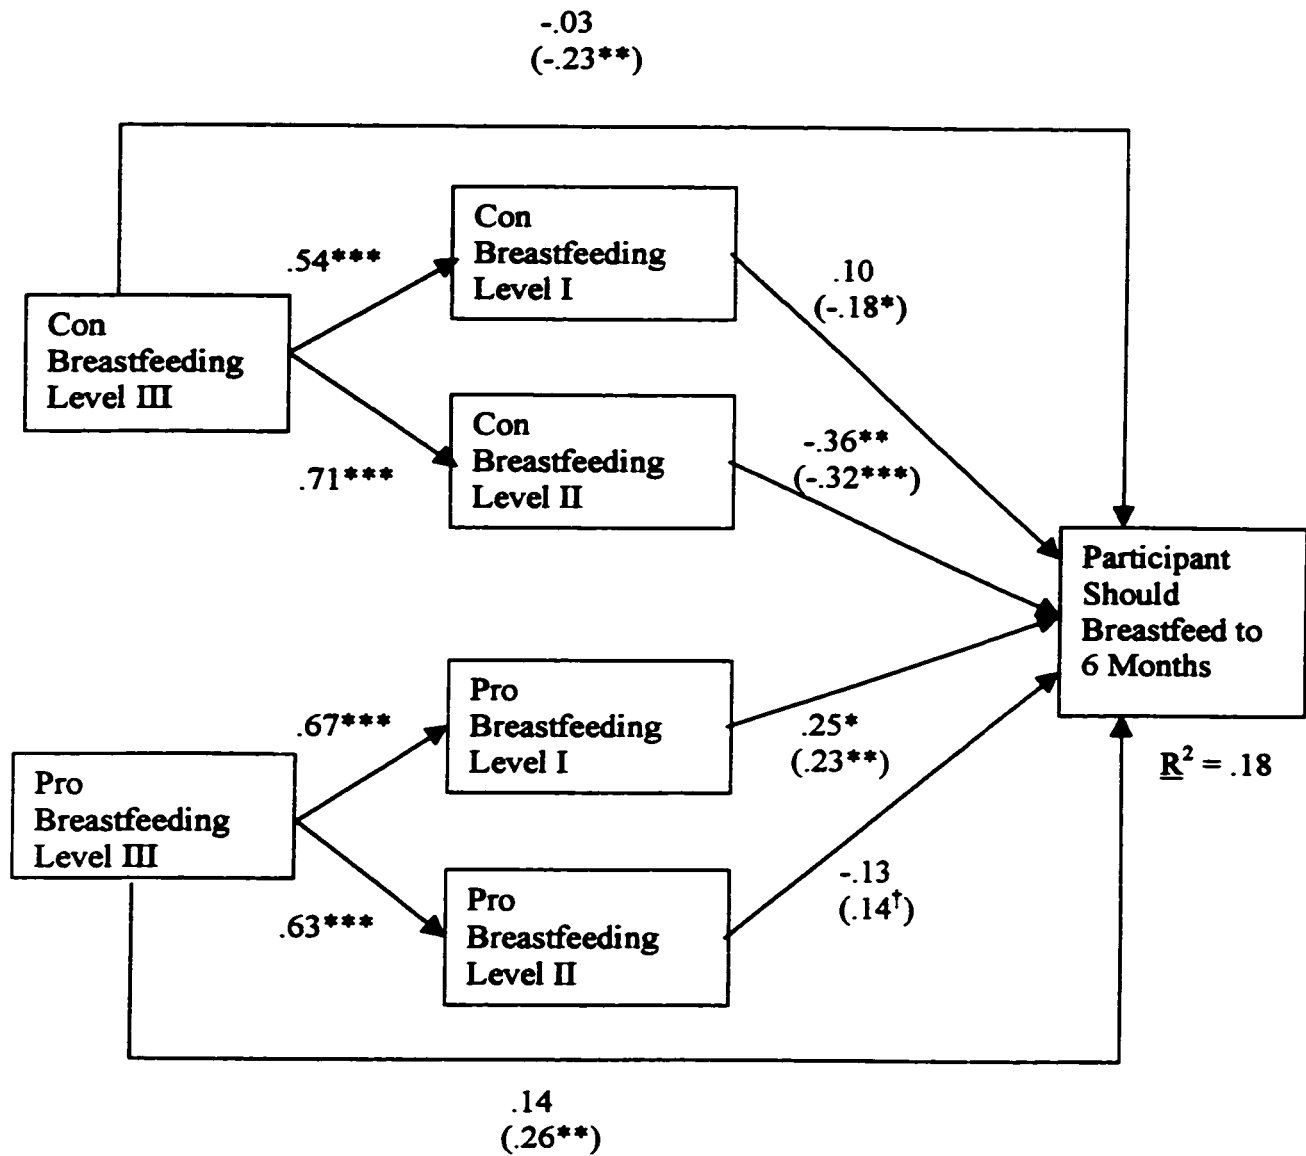 -.03
(-.23**)
Con
Breastfeeding
Level I
.54***
.10
(-.18*)
Con
Breastfeeding
Level III
Con
Breastfeeding
Level II
.71***
-.36**
(-.32***)
Participant
Should
Breastfeed to
6 Months
Pro
Breastfeeding
Level I
.67***
.25*
(.23**)
R² = .18
Pro
Breastfeeding
Level III
Pro
Breastfeeding
Level II
.63***
-.13
(.14†)
.14
(.26**)